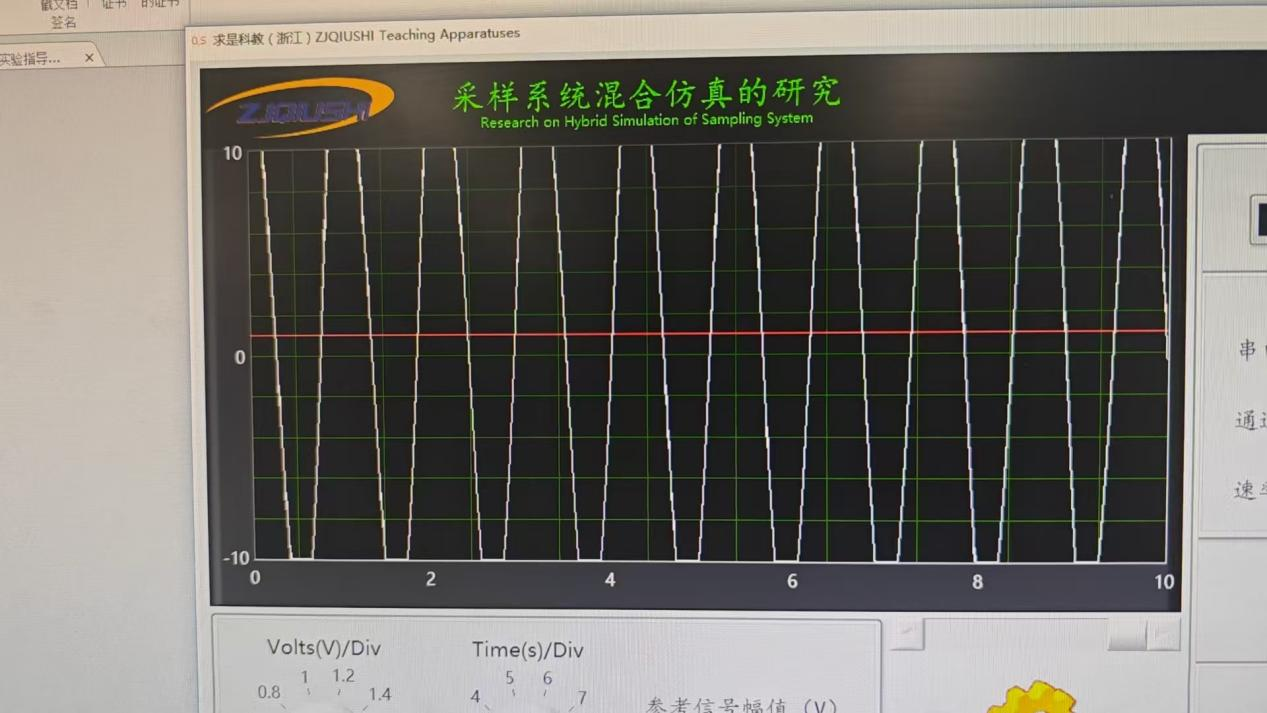 证书
签名
实验指导...
求是科教（浙江）ZJQIUSHI Teaching Apparatuses
ZJQIUSHI
采样系统混合仿真的研究
Research on Hybrid Simulation of Sampling System
10
0
-10
0 2 4 6 8 10
串
通
速
Volts(V)/Div
0.8 1 1.2 1.4
Time(s)/Div
4 5 6 7
参考信号幅值（V）